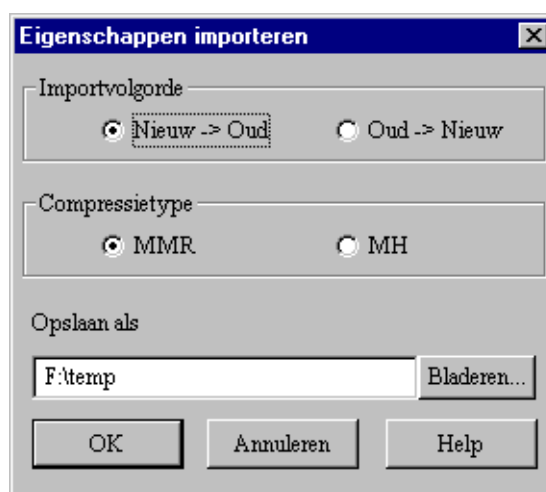 Eigenschappen importeren
Importvolgorde
Nieuw -> Oud Oud -> Nieuw
Compressietype
MMR MH
Opslaan als
F:\temp Bladeren...
OK Annuleren Help